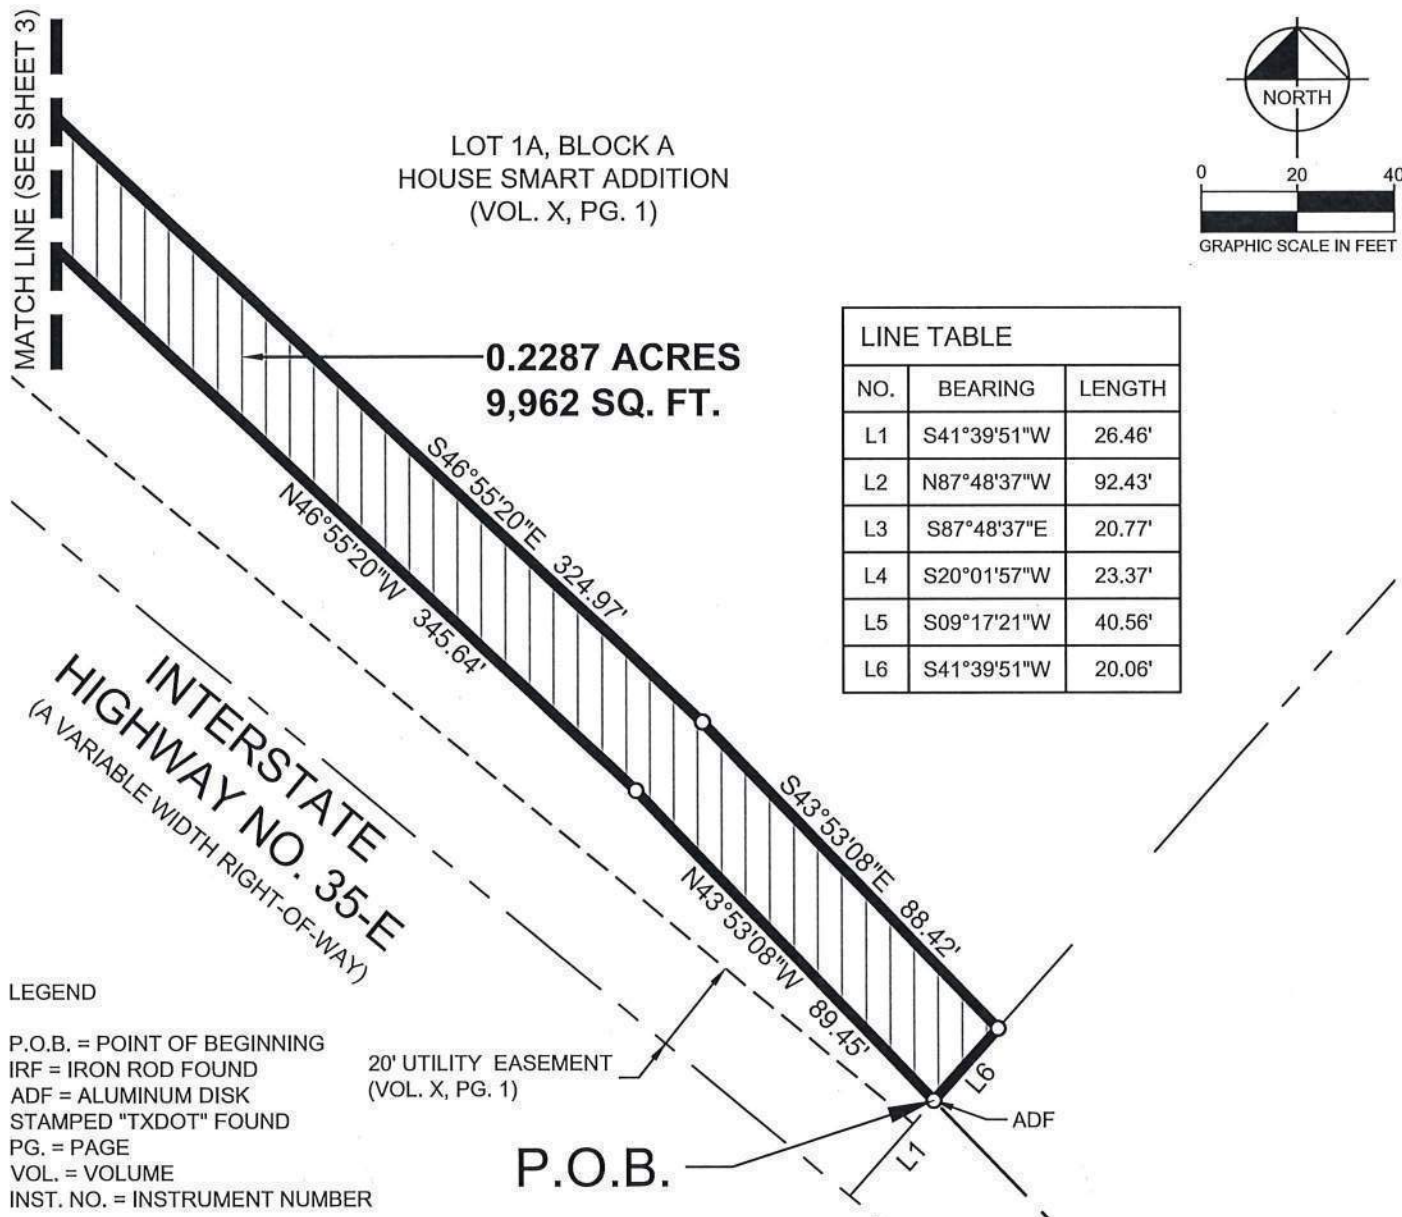 MATCH LINE (SEE SHEET 3)
LOT 1A, BLOCK A
HOUSE SMART ADDITION
(VOL. X, PG. 1)
NORTH
0 20 40
GRAPHIC SCALE IN FEET
0.2287 ACRES
9,962 SQ. FT.
LINE TABLE
NO. BEARING LENGTH
L1 S41°39'51"W 26.46'
L2 N87°48'37"W 92.43'
L3 S87°48'37"E 20.77'
L4 S20°01'57"W 23.37'
L5 S09°17'21"W 40.56'
L6 S41°39'51"W 20.06'
S46°55'20"E 324.97'
N46°55'20"W 345.64'
INTERSTATE
HIGHWAY NO. 35-E
(A VARIABLE WIDTH RIGHT-OF-WAY)
S43°53'08"E 88.42'
N43°53'08"W 89.45'
LEGEND
P.O.B. = POINT OF BEGINNING
IRF = IRON ROD FOUND
ADF = ALUMINUM DISK
STAMPED "TXDOT" FOUND
PG. = PAGE
VOL. = VOLUME
INST. NO. = INSTRUMENT NUMBER
20' UTILITY EASEMENT
(VOL. X, PG. 1)
L6
ADF
L1
P.O.B.